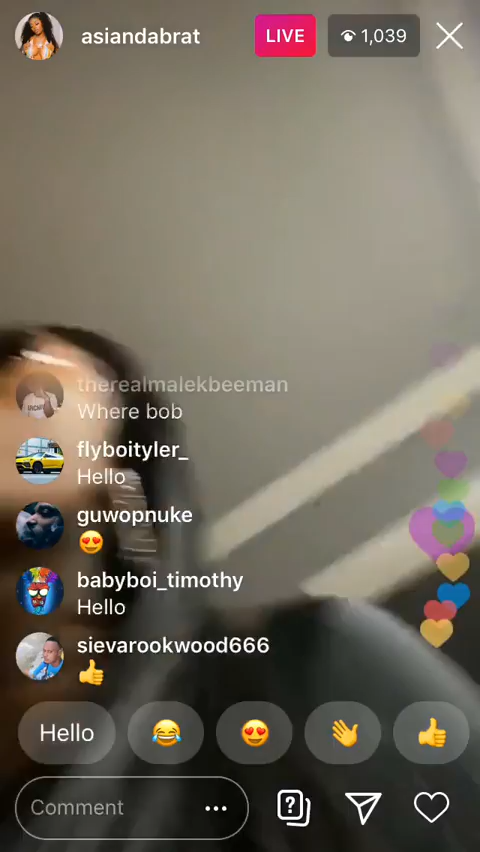 asiandabrat LIVE 1,039
therealmalekbeeman
Where bob
flyboityler_
Hello
guwopnuke
😍
babyboi_timothy
Hello
sievarookwood666
👍
Hello 😂 😍 👋 👍
Comment ...